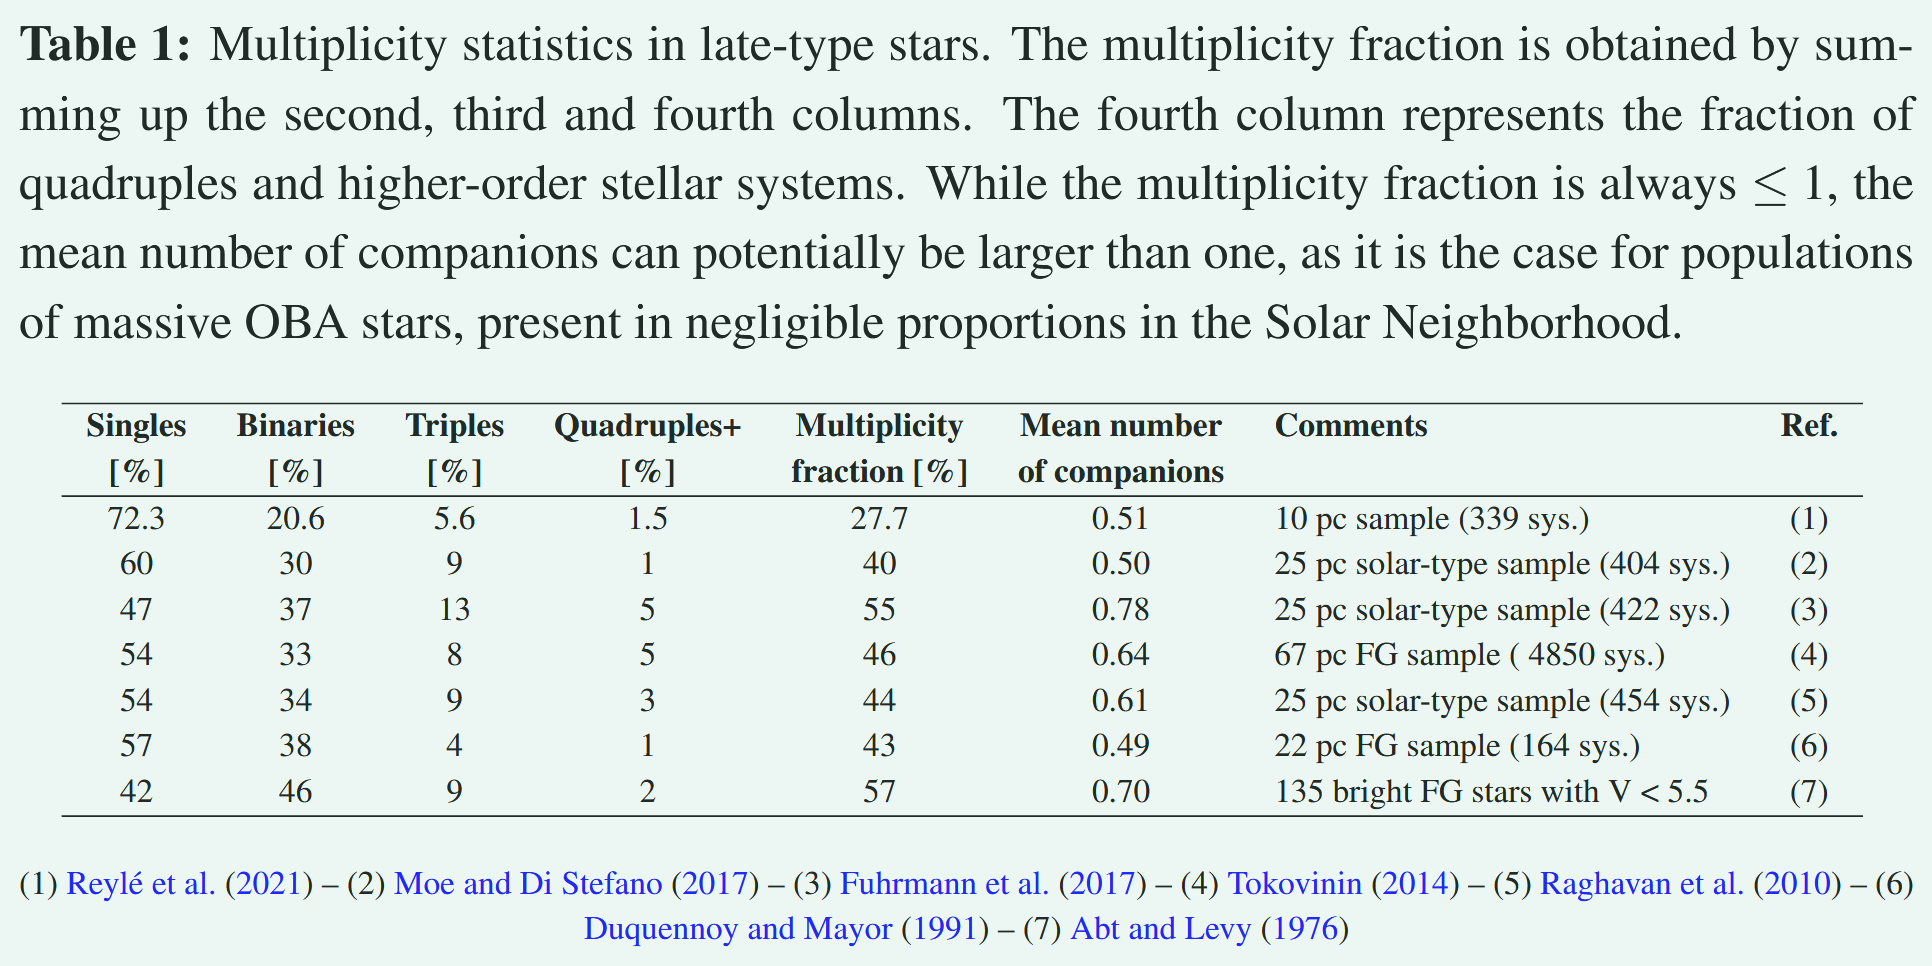 Table 1: Multiplicity statistics in late-type stars. The multiplicity fraction is obtained by sum-
ming up the second, third and fourth columns. The fourth column represents the fraction of
quadruples and higher-order stellar systems. While the multiplicity fraction is always ≤ 1, the
mean number of companions can potentially be larger than one, as it is the case for populations
of massive OBA stars, present in negligible proportions in the Solar Neighborhood.
Singles Binaries Triples Quadruples+ Multiplicity Mean number Comments Ref.
[%] [%] [%] [%] fraction [%] of companions
72.3 20.6 5.6 1.5 27.7 0.51 10 pc sample (339 sys.) (1)
60 30 9 1 40 0.50 25 pc solar-type sample (404 sys.) (2)
47 37 13 5 55 0.78 25 pc solar-type sample (422 sys.) (3)
54 33 8 5 46 0.64 67 pc FG sample ( 4850 sys.) (4)
54 34 9 3 44 0.61 25 pc solar-type sample (454 sys.) (5)
57 38 4 1 43 0.49 22 pc FG sample (164 sys.) (6)
42 46 9 2 57 0.70 135 bright FG stars with V < 5.5 (7)
(1) Reylé et al. (2021) – (2) Moe and Di Stefano (2017) – (3) Fuhrmann et al. (2017) – (4) Tokovinin (2014) – (5) Raghavan et al. (2010) – (6)
Duquennoy and Mayor (1991) – (7) Abt and Levy (1976)